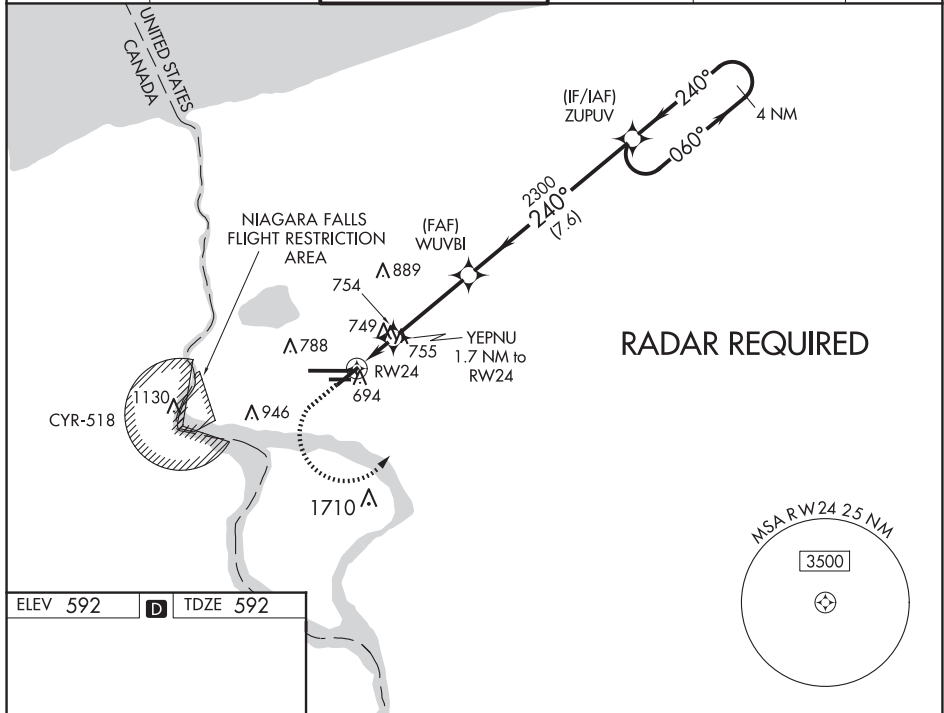 UNITED STATES
CANADA
(IF/IAF)
ZUPUV
240°
4 NM
060°
2300
240°
(7.6)
NIAGARA FALLS
FLIGHT RESTRICTION
AREA
(FAF)
WUVBI
889
754
749
755
YEPNU
1.7 NM to
RW24
788
RW24
694
RADAR REQUIRED
1130
CYR-518
946
1710
MSA RW24 25 NM
3500
ELEV 592
D
TDZE 592